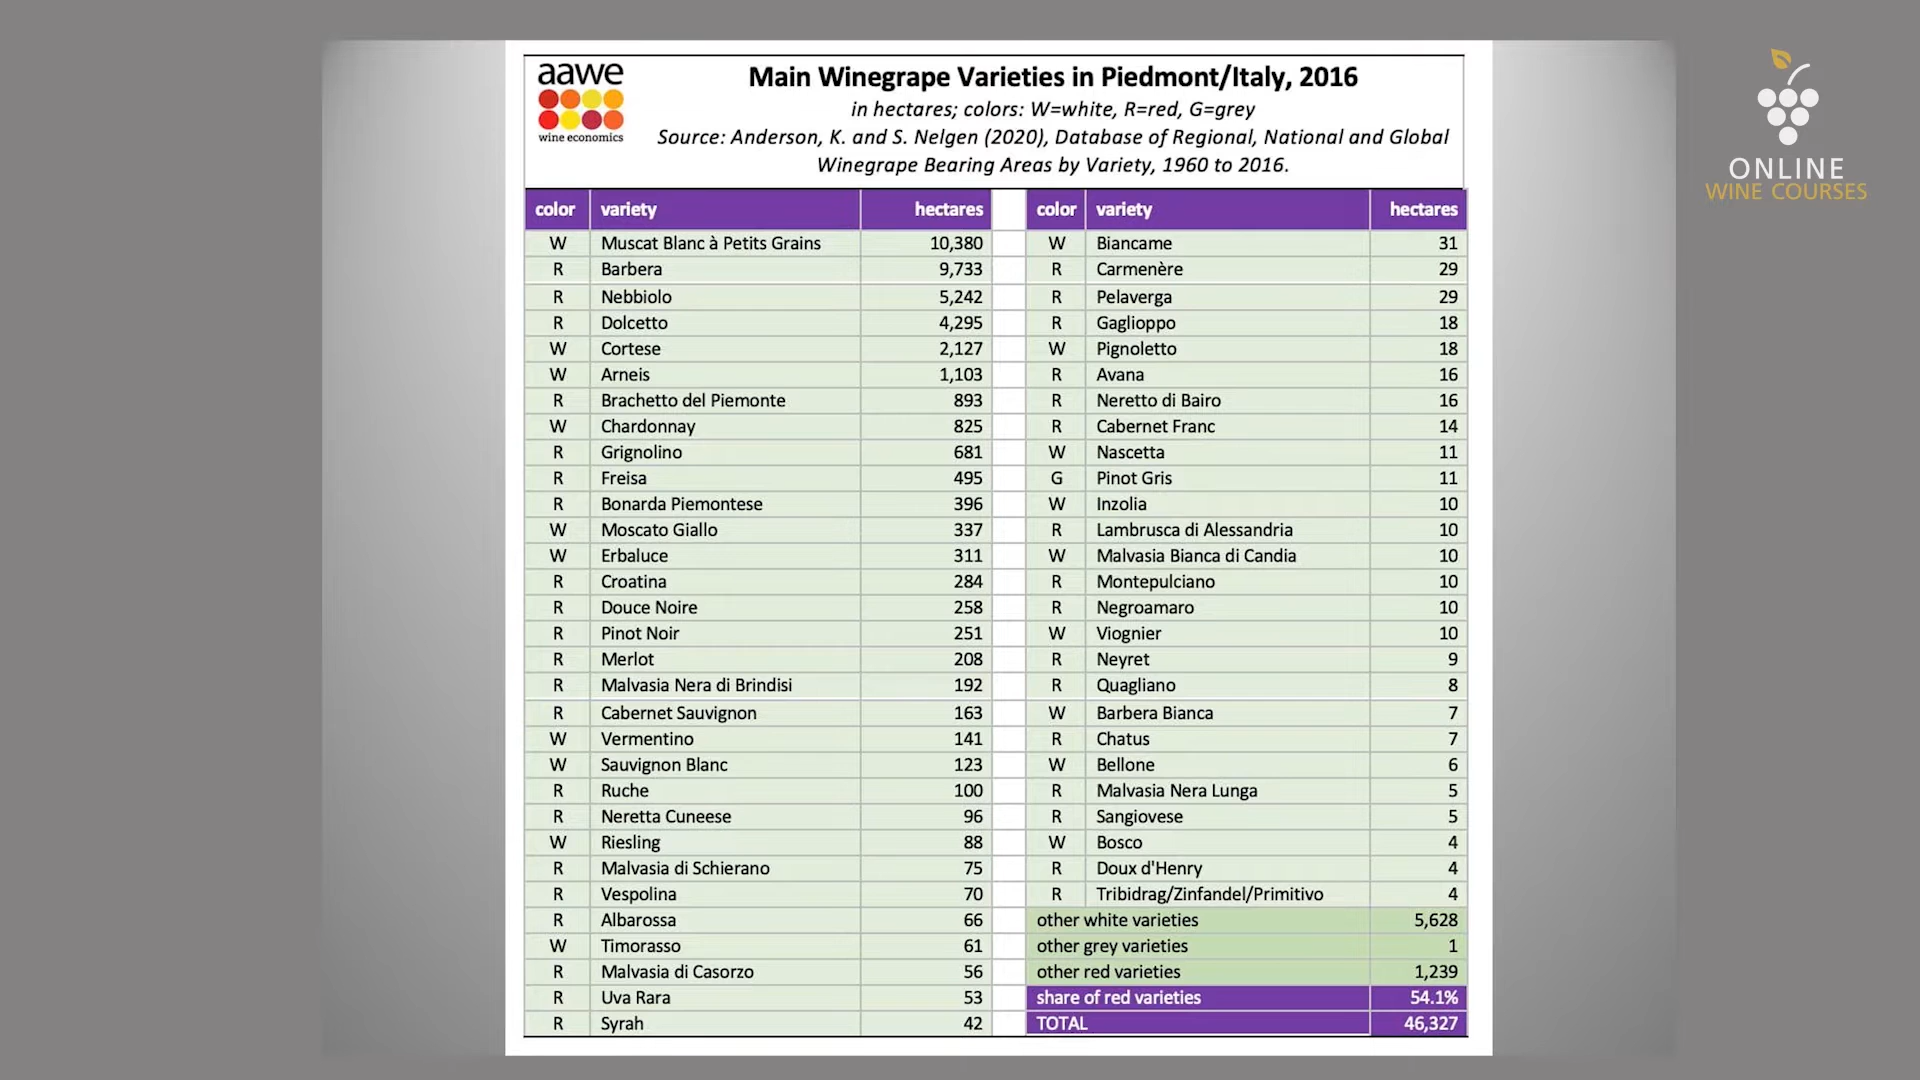 aawe
wine economics
Main Winegrape Varieties in Piedmont/Italy, 2016
in hectares; colors: W=white, R=red, G=grey
Source: Anderson, K. and S. Nelgen (2020), Database of Regional, National and Global
Winegrape Bearing Areas by Variety, 1960 to 2016.
ONLINE
WINE COURSES
color variety hectares
W Muscat Blanc à Petits Grains 10,380
R Barbera 9,733
R Nebbiolo 5,242
R Dolcetto 4,295
W Cortese 2,127
W Arneis 1,103
R Brachetto del Piemonte 893
W Chardonnay 825
R Grignolino 681
R Freisa 495
R Bonarda Piemontese 396
W Moscato Giallo 337
W Erbaluce 311
R Croatina 284
R Douce Noire 258
R Pinot Noir 251
R Merlot 208
R Malvasia Nera di Brindisi 192
R Cabernet Sauvignon 163
W Vermentino 141
W Sauvignon Blanc 123
R Ruche 100
R Neretta Cuneese 96
W Riesling 88
R Malvasia di Schierano 75
R Vespolina 70
R Albarossa 66
W Timorasso 61
R Malvasia di Casorzo 56
R Uva Rara 53
R Syrah 42
color variety hectares
W Biancame 31
R Carmenère 29
R Pelaverga 29
R Gaglioppo 18
W Pignoletto 18
R Avana 16
R Neretto di Bairo 16
R Cabernet Franc 14
W Nascetta 11
G Pinot Gris 11
W Inzolia 10
R Lambrusca di Alessandria 10
W Malvasia Bianca di Candia 10
R Montepulciano 10
R Negroamaro 10
W Viognier 10
R Neyret 9
R Quagliano 8
W Barbera Bianca 7
R Chatus 7
W Bellone 6
R Malvasia Nera Lunga 5
R Sangiovese 5
W Bosco 4
R Doux d'Henry 4
R Tribidrag/Zinfandel/Primitivo 4
other white varieties 5,628
other grey varieties 1
other red varieties 1,239
share of red varieties 54.1%
TOTAL 46,327